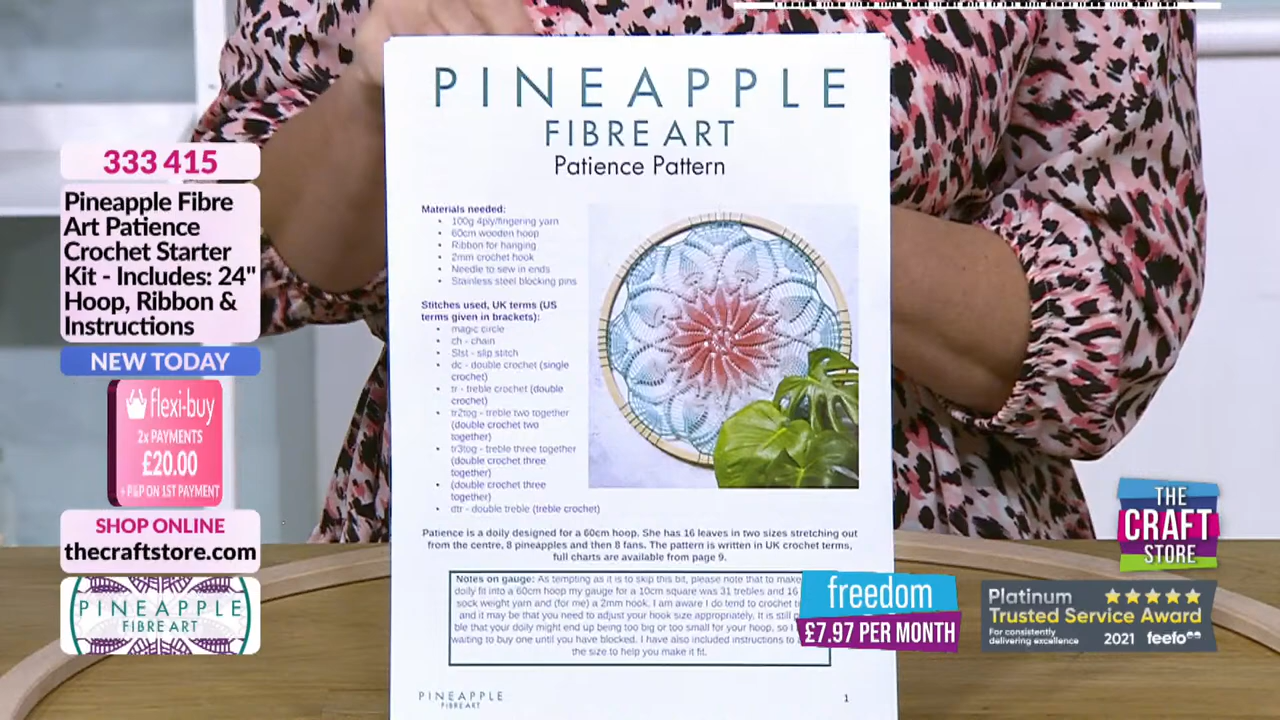 PINEAPPLE
FIBRE ART
Patience Pattern
Materials needed:
• 100g 4ply/fingering yarn
• 60cm wooden hoop
• Ribbon for hanging
• 2mm crochet hook
• Needle to sew in ends
• Stainless steel blocking pins
Stitches used, UK terms (US
terms given in brackets):
• magic circle
• ch - chain
• Slst - slip stitch
• dc - double crochet (single
crochet)
• tr - treble crochet (double
crochet)
• tr2tog - treble two together
(double crochet two
together)
• tr3tog - treble three together
(double crochet three
together)
• (double crochet three
together)
• dtr - double treble (treble crochet)
Patience is a doily designed for a 60cm hoop. She has 16 leaves in two sizes stretching out
from the centre, 8 pineapples and then 8 fans. The pattern is written in UK crochet terms,
full charts are available from page 9.
Notes on gauge: As tempting as it is to skip this bit, please note that to make
doily fit into a 60cm hoop my gauge for a 10cm square was 31 trebles and 16
sock weight yarn and (for me) a 2mm hook. I am aware I do tend to crochet
and it may be that you need to adjust your hook size appropriately. It is still
ble that your doily might end up being too big or too small for your hoop, so I
waiting to buy one until you have blocked. I have also included instructions to
the size to help you make it fit.
PINEAPPLE
FIBRE ART
1
333 415
Pineapple Fibre
Art Patience
Crochet Starter
Kit - Includes: 24"
Hoop, Ribbon &
Instructions
NEW TODAY
flexi-buy
2x PAYMENTS
£20.00
+ P&P ON 1ST PAYMENT
SHOP ONLINE
thecraftstore.com
PINEAPPLE
FIBRE ART
THE
CRAFT
STORE
freedom
£7.97 PER MONTH
Platinum
Trusted Service Award
For consistently
delivering excellence
2021 feefo